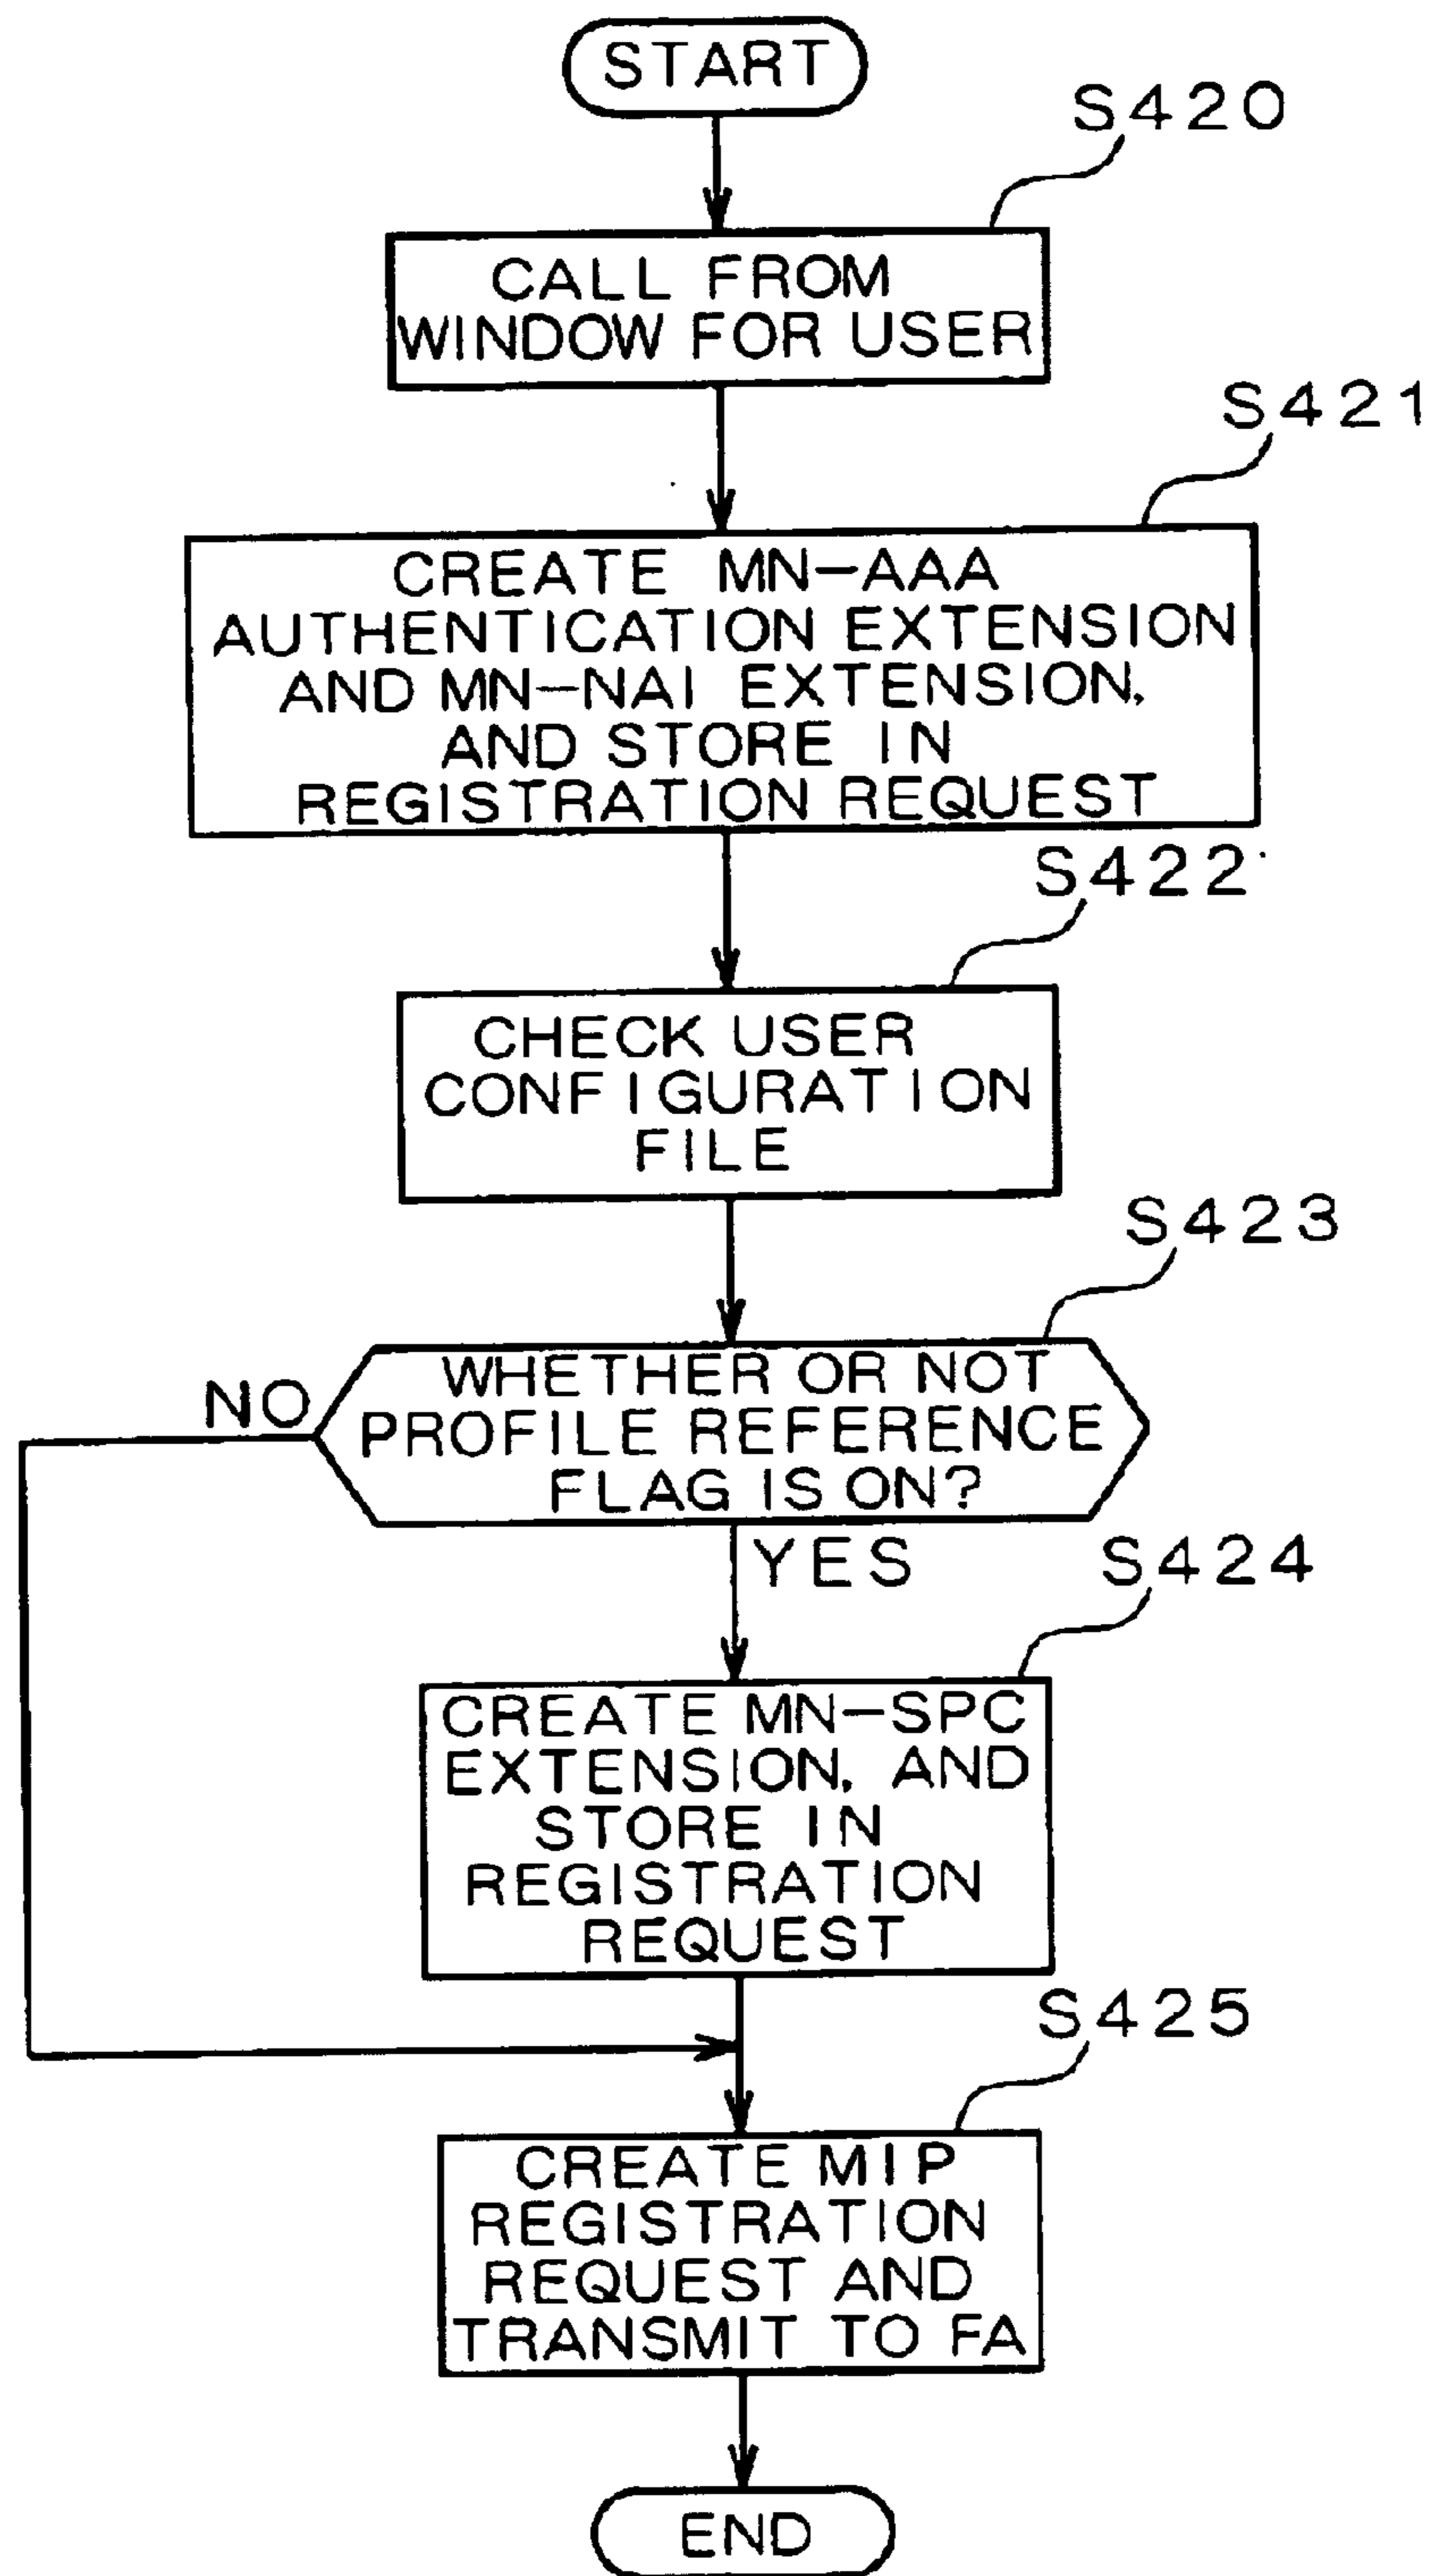 START
S420
CALL FROM
WINDOW FOR USER
S421
CREATE MN-AAA
AUTHENTICATION EXTENSION
AND MN-NAI EXTENSION,
AND STORE IN
REGISTRATION REQUEST
S422
CHECK USER
CONFIGURATION
FILE
S423
WHETHER OR NOT
PROFILE REFERENCE
FLAG IS ON?
NO
YES
S424
CREATE MN-SPC
EXTENSION, AND
STORE IN
REGISTRATION
REQUEST
S425
CREATE MIP
REGISTRATION
REQUEST AND
TRANSMIT TO FA
END